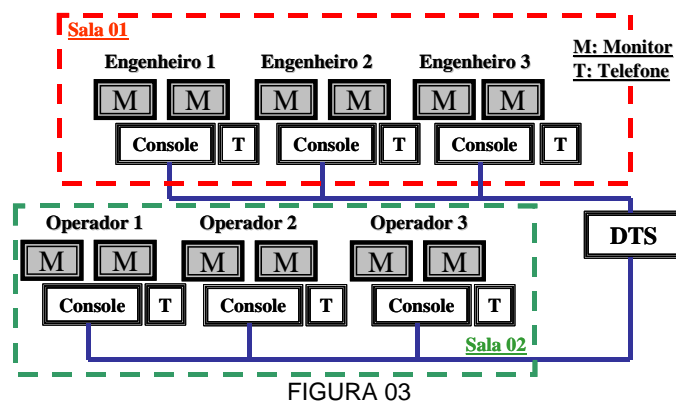 Sala 01
Engenheiro 1 Engenheiro 2 Engenheiro 3
M: Monitor
T: Telefone
M M M M M M
Console T Console T Console T
DTS
Operador 1 Operador 2 Operador 3
M M M M M M
Console T Console T Console T
Sala 02
FIGURA 03